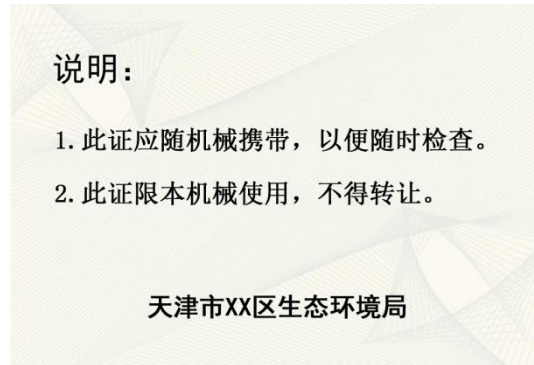 说明：
1.此证应随机械携带，以便随时检查。
2.此证限本机械使用，不得转让。
天津市XX区生态环境局